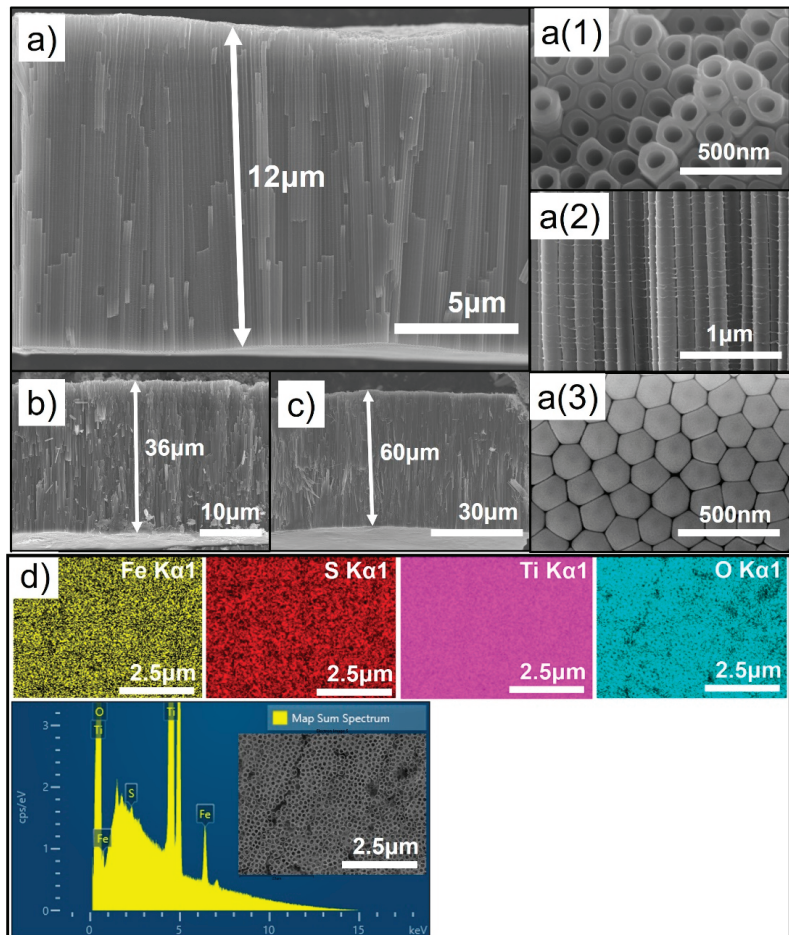 a)
12μm
5μm
a(1)
500nm
a(2)
1μm
b)
36μm
10μm
c)
60μm
30μm
a(3)
500nm
d)
Fe Kα1
2.5μm
S Kα1
2.5μm
Ti Kα1
2.5μm
O Kα1
2.5μm
Map Sum Spectrum
cps/eV
3
2
1
0
O
Ti
Fe
S
Ti
Fe
2.5μm
0
5
10
15
keV